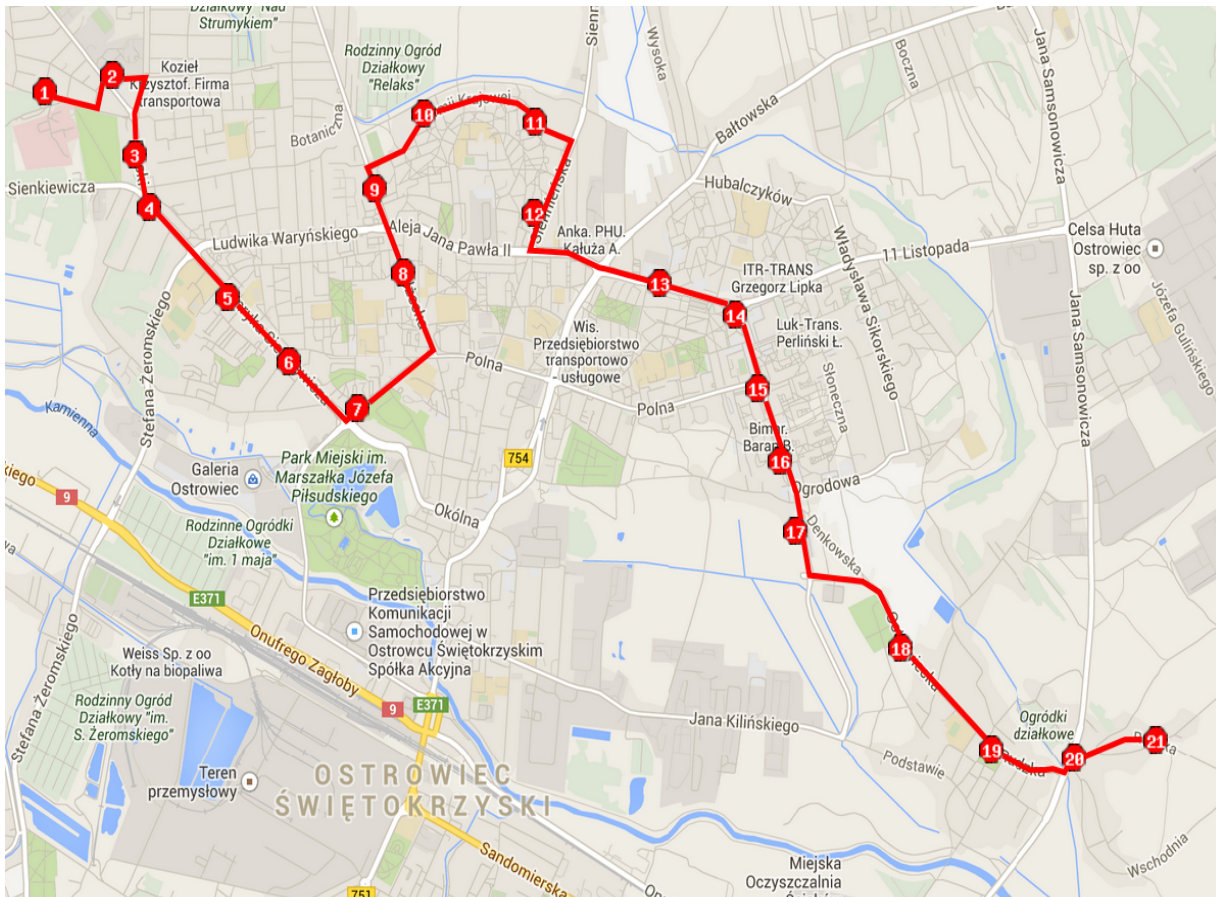 Działkowy "Nad
Strumykiem"
Rodzinny Ogród
Działkowy
"Relaks"
Wysoka
Boczna
Jana Samsonowicza
1
2
Kozieł
Krzysztof. Firma
transportowa
Botaniczna
10
Krajowej
11
Bałtowska
3
4
Sienkiewicza
9
Hubalczyków
12
Ludwika Waryńskiego
Aleja Jana Pawła II
Anka. PHU.
Kałuża A.
Władysława Sikorskiego
11 Listopada
Celsa Huta
Ostrowiec
sp. z oo
8
13
ITR-TRANS
Grzegorz Lipka
Józefa Gulińskiego
5
14
Luk-Trans.
Perliński Ł.
Wis.
Przedsiębiorstwo
transportowo
usługowe
6
Polna
Słoneczna
Jana Samsonowicza
15
Stefana Żeromskiego
Kamienna
7
Polna
Bimar.
Baran B.
16
Park Miejski im.
Marszałka Józefa
Piłsudskiego
754
Galeria
Ostrowiec
Ogrodowa
9
Okólna
Rodzinne Ogródki
Działkowe
"im. 1 maja"
17
Denkowska
E371
Przedsiębiorstwo
Komunikacji
Samochodowej w
Ostrowcu Świętokrzyskim
Spółka Akcyjna
Onufrego Zagłoby
Weiss Sp. z oo
Kotły na biopaliwa
Stefana Żeromskiego
18
Rodzinny Ogród
Działkowy "im.
S. Żeromskiego"
E371
9
Jana Kilińskiego
Ogródki
działkowe
19
20
21
Podstawie
Teren
przemysłowy
OSTROWIEC
ŚWIĘTOKRZYSKI
Sandomierska
Miejska
Oczyszczalnia
Wschodnia
751